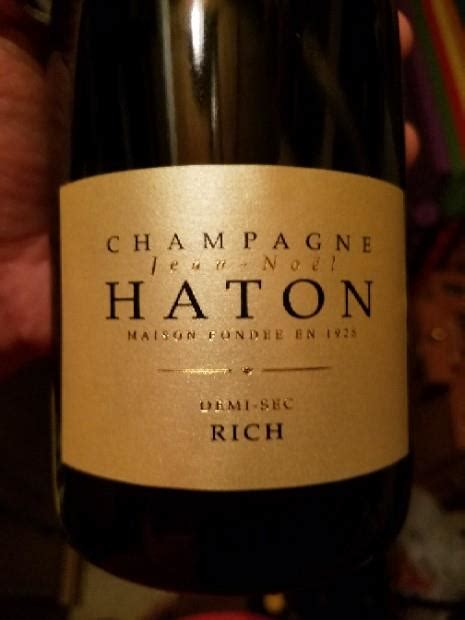 CHAMPAGNE
Jean-Noël
HATON
MAISON FONDEE EN 1928
DEMI-SEC
RICH